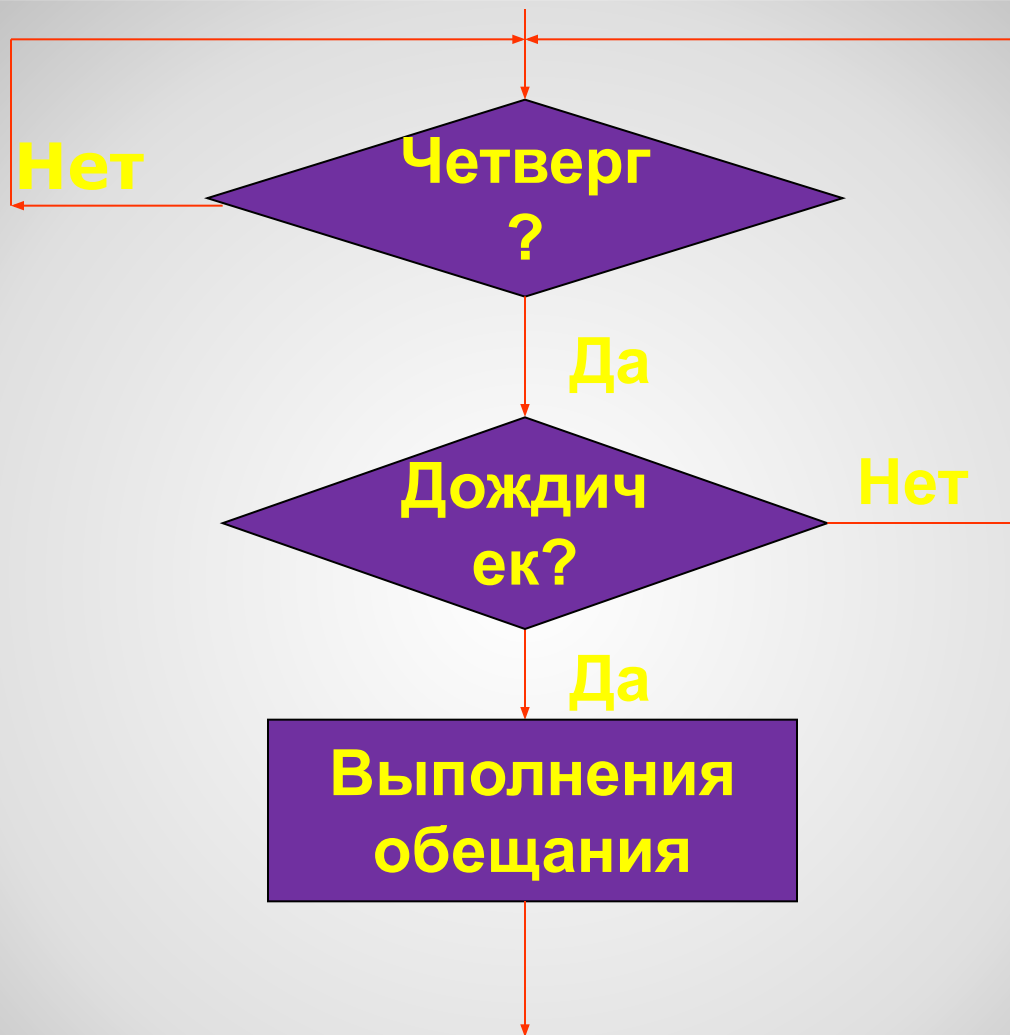 Четверг
?
Нет
Да
Дождич
ек?
Нет
Да
Выполнения
обещания